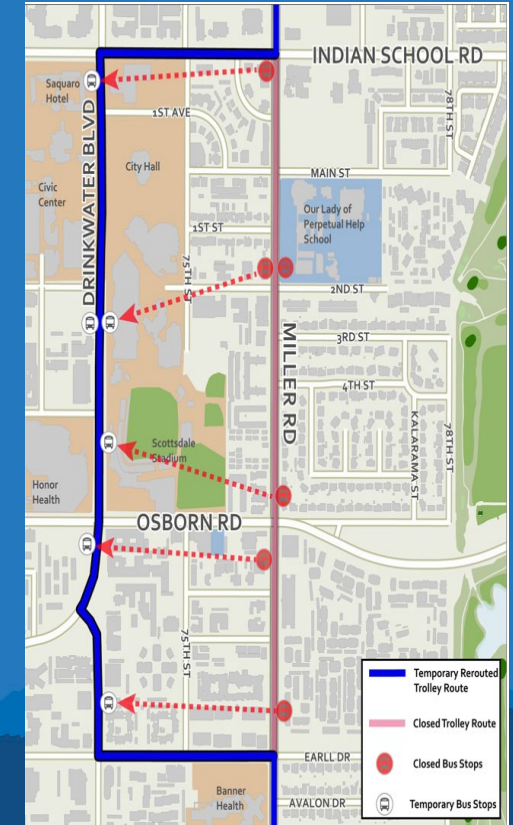 INDIAN SCHOOL RD
Saquaro
Hotel
DRINKWATER BLVD
1ST AVE
78TH ST
City Hall
MAIN ST
Civic
Center
Our Lady of
Perpetual Help
School
1ST ST
75TH ST
2ND ST
MILLER RD
3RD ST
4TH ST
KALARAMA ST
78TH ST
Scottsdale
Stadium
Honor
Health
OSBORN RD
75TH ST
EARLL DR
Banner
Health
AVALON DR
Temporary Rerouted
Trolley Route
Closed Trolley Route
Closed Bus Stops
Temporary Bus Stops